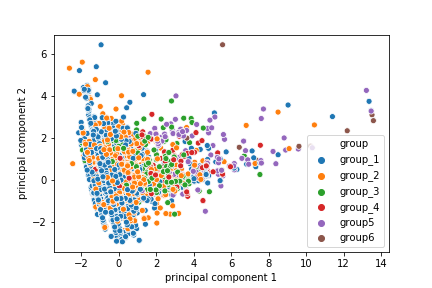 6
4
2
0
−2
principal component 2
group
group_1
group_2
group_3
group_4
group5
group6
−2 0 2 4 6 8 10 12 14
principal component 1